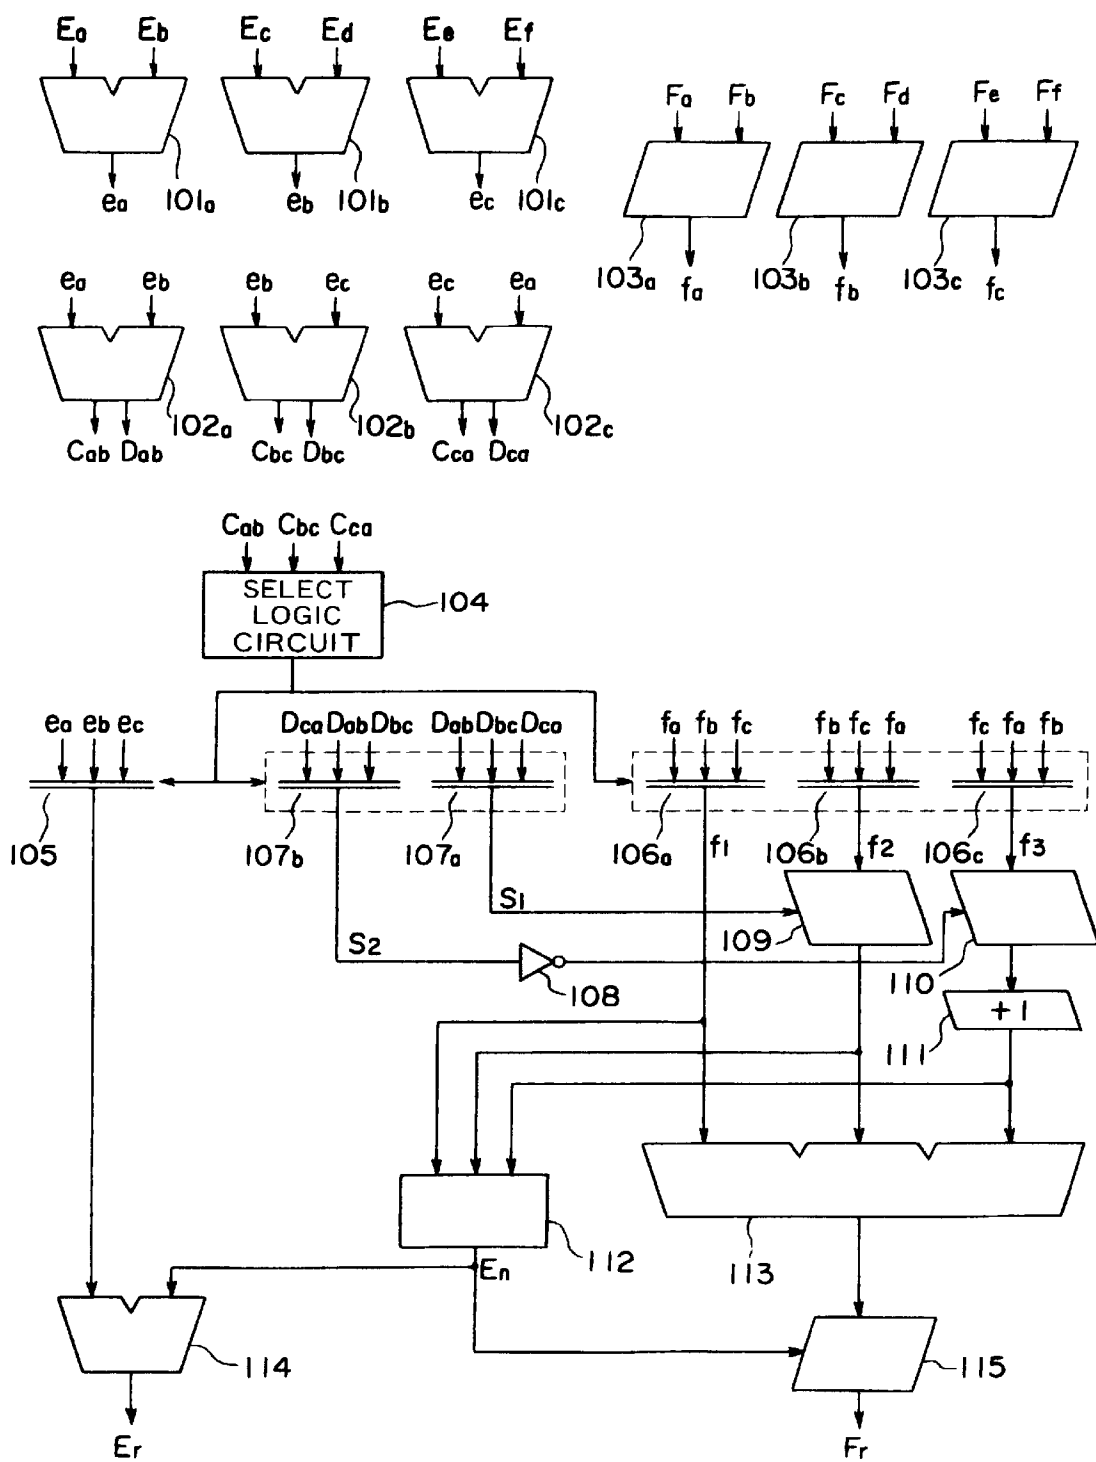 Ea Eb Ec Ed Ee Ef
Fa Fb Fc Fd Fe Ff
ea 101a eb 101b ec 101c
103a fa 103b fb 103c fc
ea eb eb ec ec ea
102a 102b 102c
Cab Dab Cbc Dbc Cca Dca
Cab Cbc Cca
SELECT
LOGIC
CIRCUIT
104
ea eb ec Dca Dab Dbc Dab Dbc Dca fa fb fc fb fc fa fc fa fb
105 107b 107a 106a f1 106b f2 106c f3
S1
109
S2
108 110
+1
111
112
En
113
114
115
Er Fr